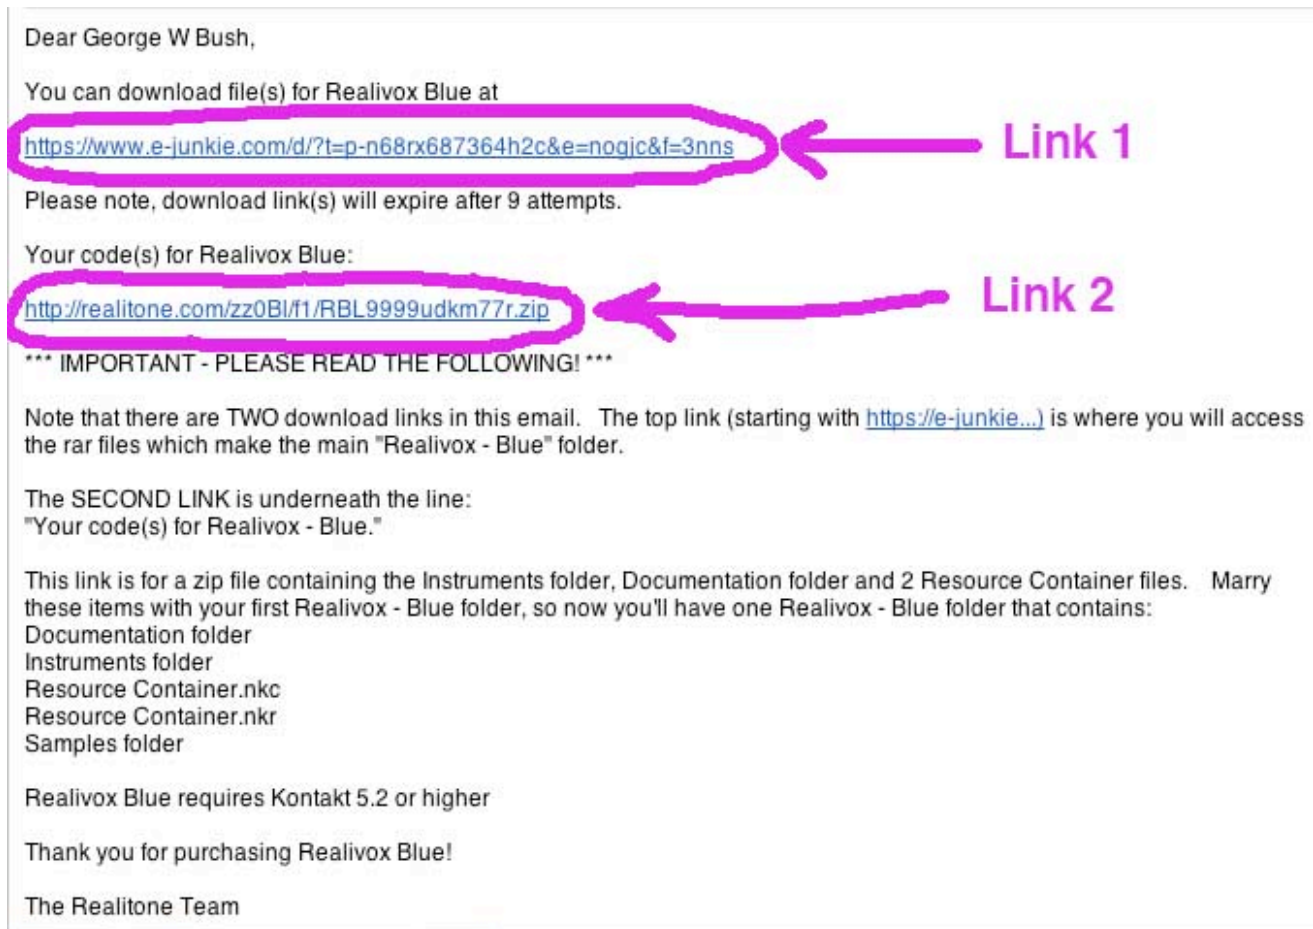 Dear George W Bush,
You can download file(s) for Realivox Blue at
https://www.e-junkie.com/d/?t=p-n68rx687364h2c&e=nogjc&f=3nns
Link 1
Please note, download link(s) will expire after 9 attempts.
Your code(s) for Realivox Blue:
http://realitone.com/zz0Bl/f1/RBL9999udkm77r.zip
Link 2
*** IMPORTANT - PLEASE READ THE FOLLOWING! ***
Note that there are TWO download links in this email. The top link (starting with https://e-junkie...) is where you will access
the rar files which make the main "Realivox - Blue" folder.
The SECOND LINK is underneath the line:
"Your code(s) for Realivox - Blue."
This link is for a zip file containing the Instruments folder, Documentation folder and 2 Resource Container files. Marry
these items with your first Realivox - Blue folder, so now you'll have one Realivox - Blue folder that contains:
Documentation folder
Instruments folder
Resource Container.nkc
Resource Container.nkr
Samples folder
Realivox Blue requires Kontakt 5.2 or higher
Thank you for purchasing Realivox Blue!
The Realitone Team